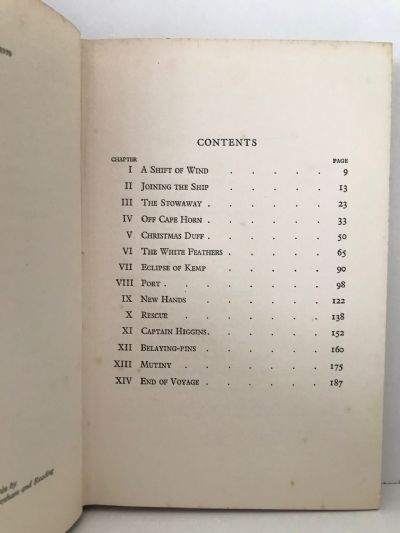 CONTENTS
CHAPTER PAGE
I A Shift of Wind . . . . . 9
II Joining the Ship . . . . . 13
III The Stowaway . . . . . . 23
IV Off Cape Horn . . . . . . 33
V Christmas Duff . . . . . . 50
VI The White Feathers . . . . . 65
VII Eclipse of Kemp . . . . . 90
VIII Port . . . . . . . 98
IX New Hands . . . . . . 122
X Rescue . . . . . . 138
XI Captain Higgins . . . . . . 152
XII Belaying-pins . . . . . . 160
XIII Mutiny . . . . . . 175
XIV End of Voyage . . . . . . 187
by
and Reading